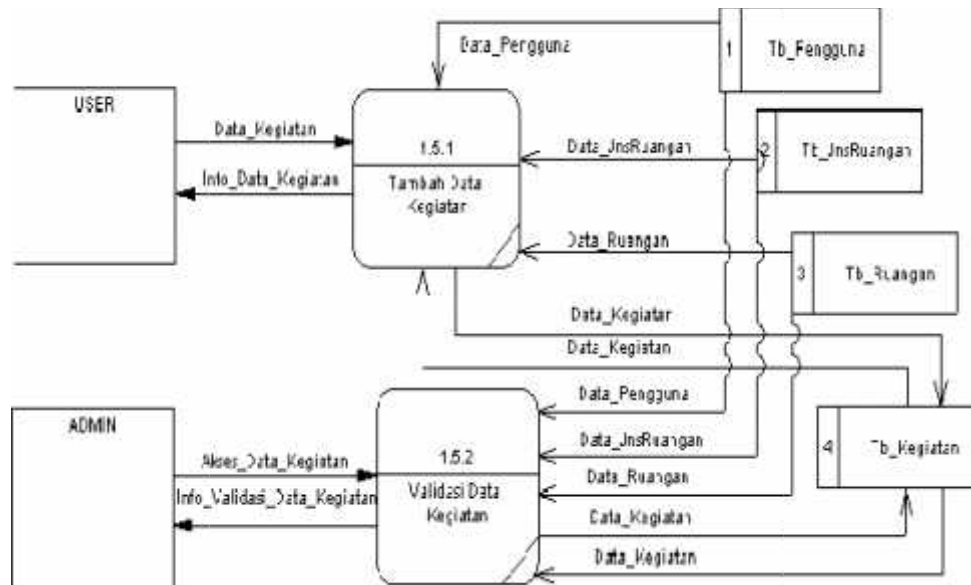 Data_Pengguna
1
Tb_Pengguna
USER
Data_Kegiatan
1.5.1
Data_JnsRuangan
2
Tb_JnsRuangan
Info_Data_Kegiatan
Tambah Data
Kegiatan
Data_Ruangan
3
Tb_Ruangan
Data_Kegiatan
Data_Kegiatan
Data_Pengguna
ADMIN
Data_JnsRuangan
4
Tb_Kegiatan
Akses_Data_Kegiatan
1.5.2
Data_Ruangan
Info_Validasi_Data_Kegiatan
Validasi Data
Kegiatan
Data_Kegiatan
Data_Kegiatan